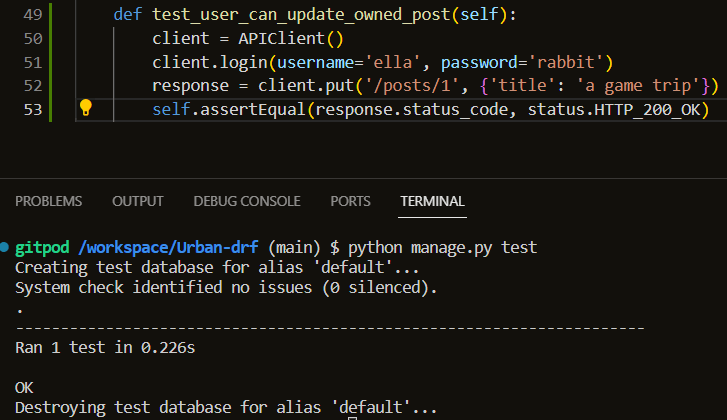 49 def test_user_can_update_owned_post(self):
50 client = APIClient()
51 client.login(username='ella', password='rabbit')
52 response = client.put('/posts/1', {'title': 'a game trip'})
53 self.assertEqual(response.status_code, status.HTTP_200_OK)
PROBLEMS OUTPUT DEBUG CONSOLE PORTS TERMINAL
gitpod /workspace/Urban-drf (main) $ python manage.py test
Creating test database for alias 'default'...
System check identified no issues (0 silenced).
.
----------------------------------------------------------------------
Ran 1 test in 0.226s
OK
Destroying test database for alias 'default'...